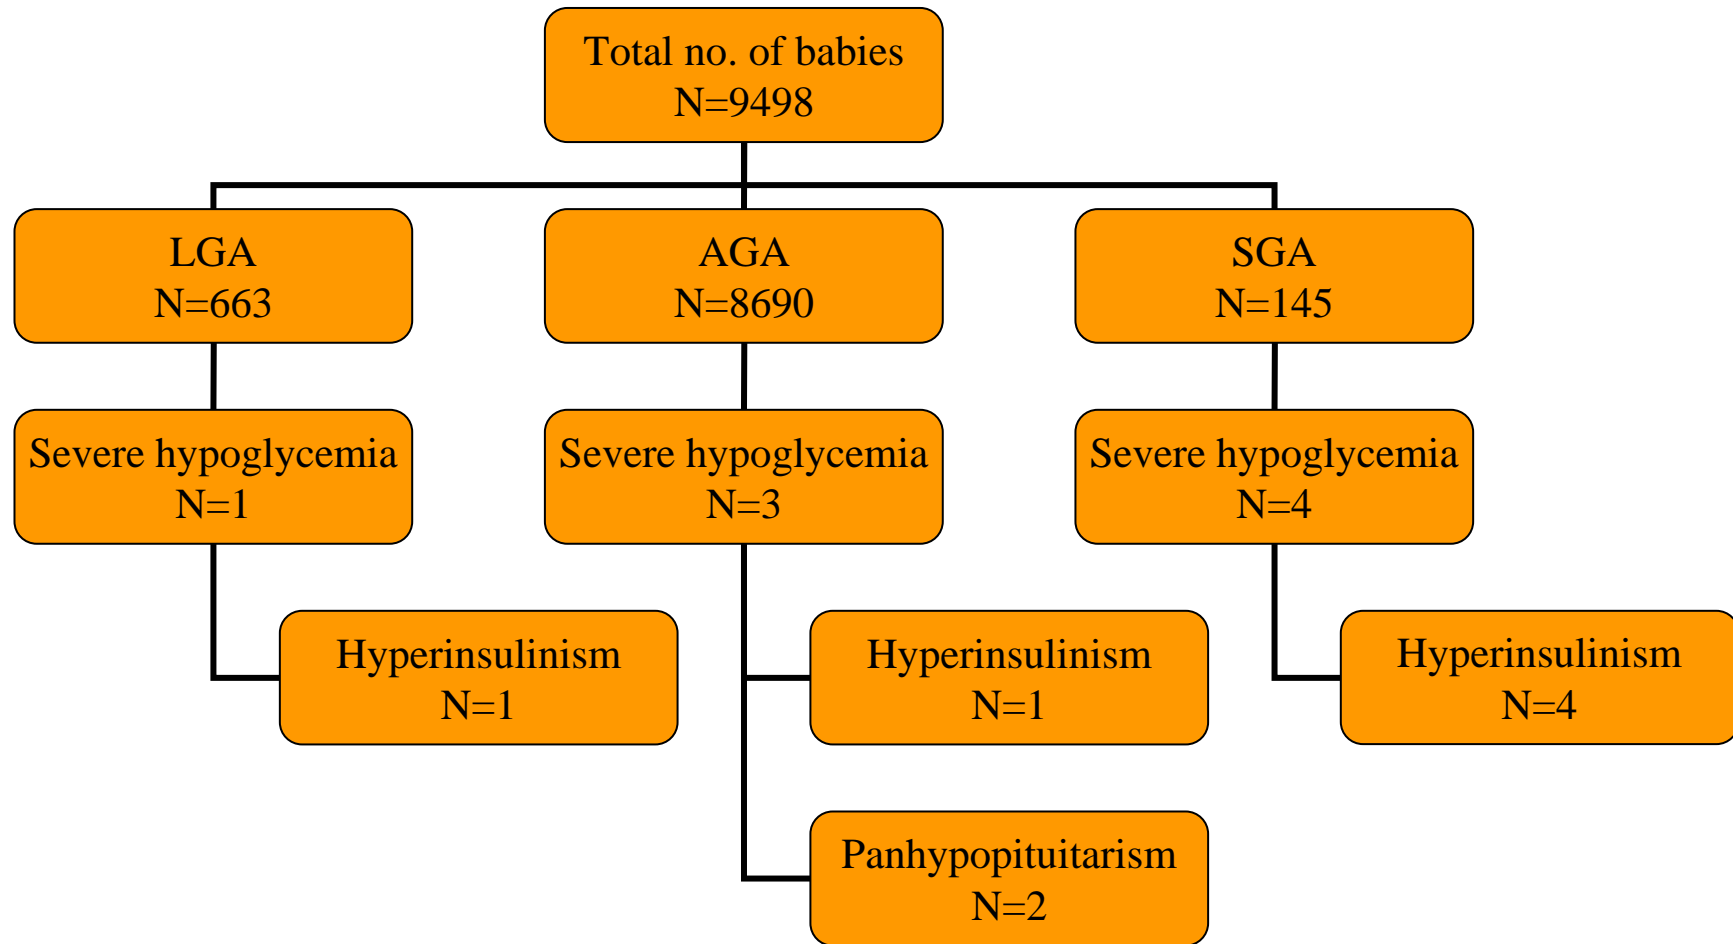 Total no. of babies
N=9498
LGA
N=663
AGA
N=8690
SGA
N=145
Severe hypoglycemia
N=1
Severe hypoglycemia
N=3
Severe hypoglycemia
N=4
Hyperinsulinism
N=1
Hyperinsulinism
N=1
Hyperinsulinism
N=4
Panhypopituitarism
N=2